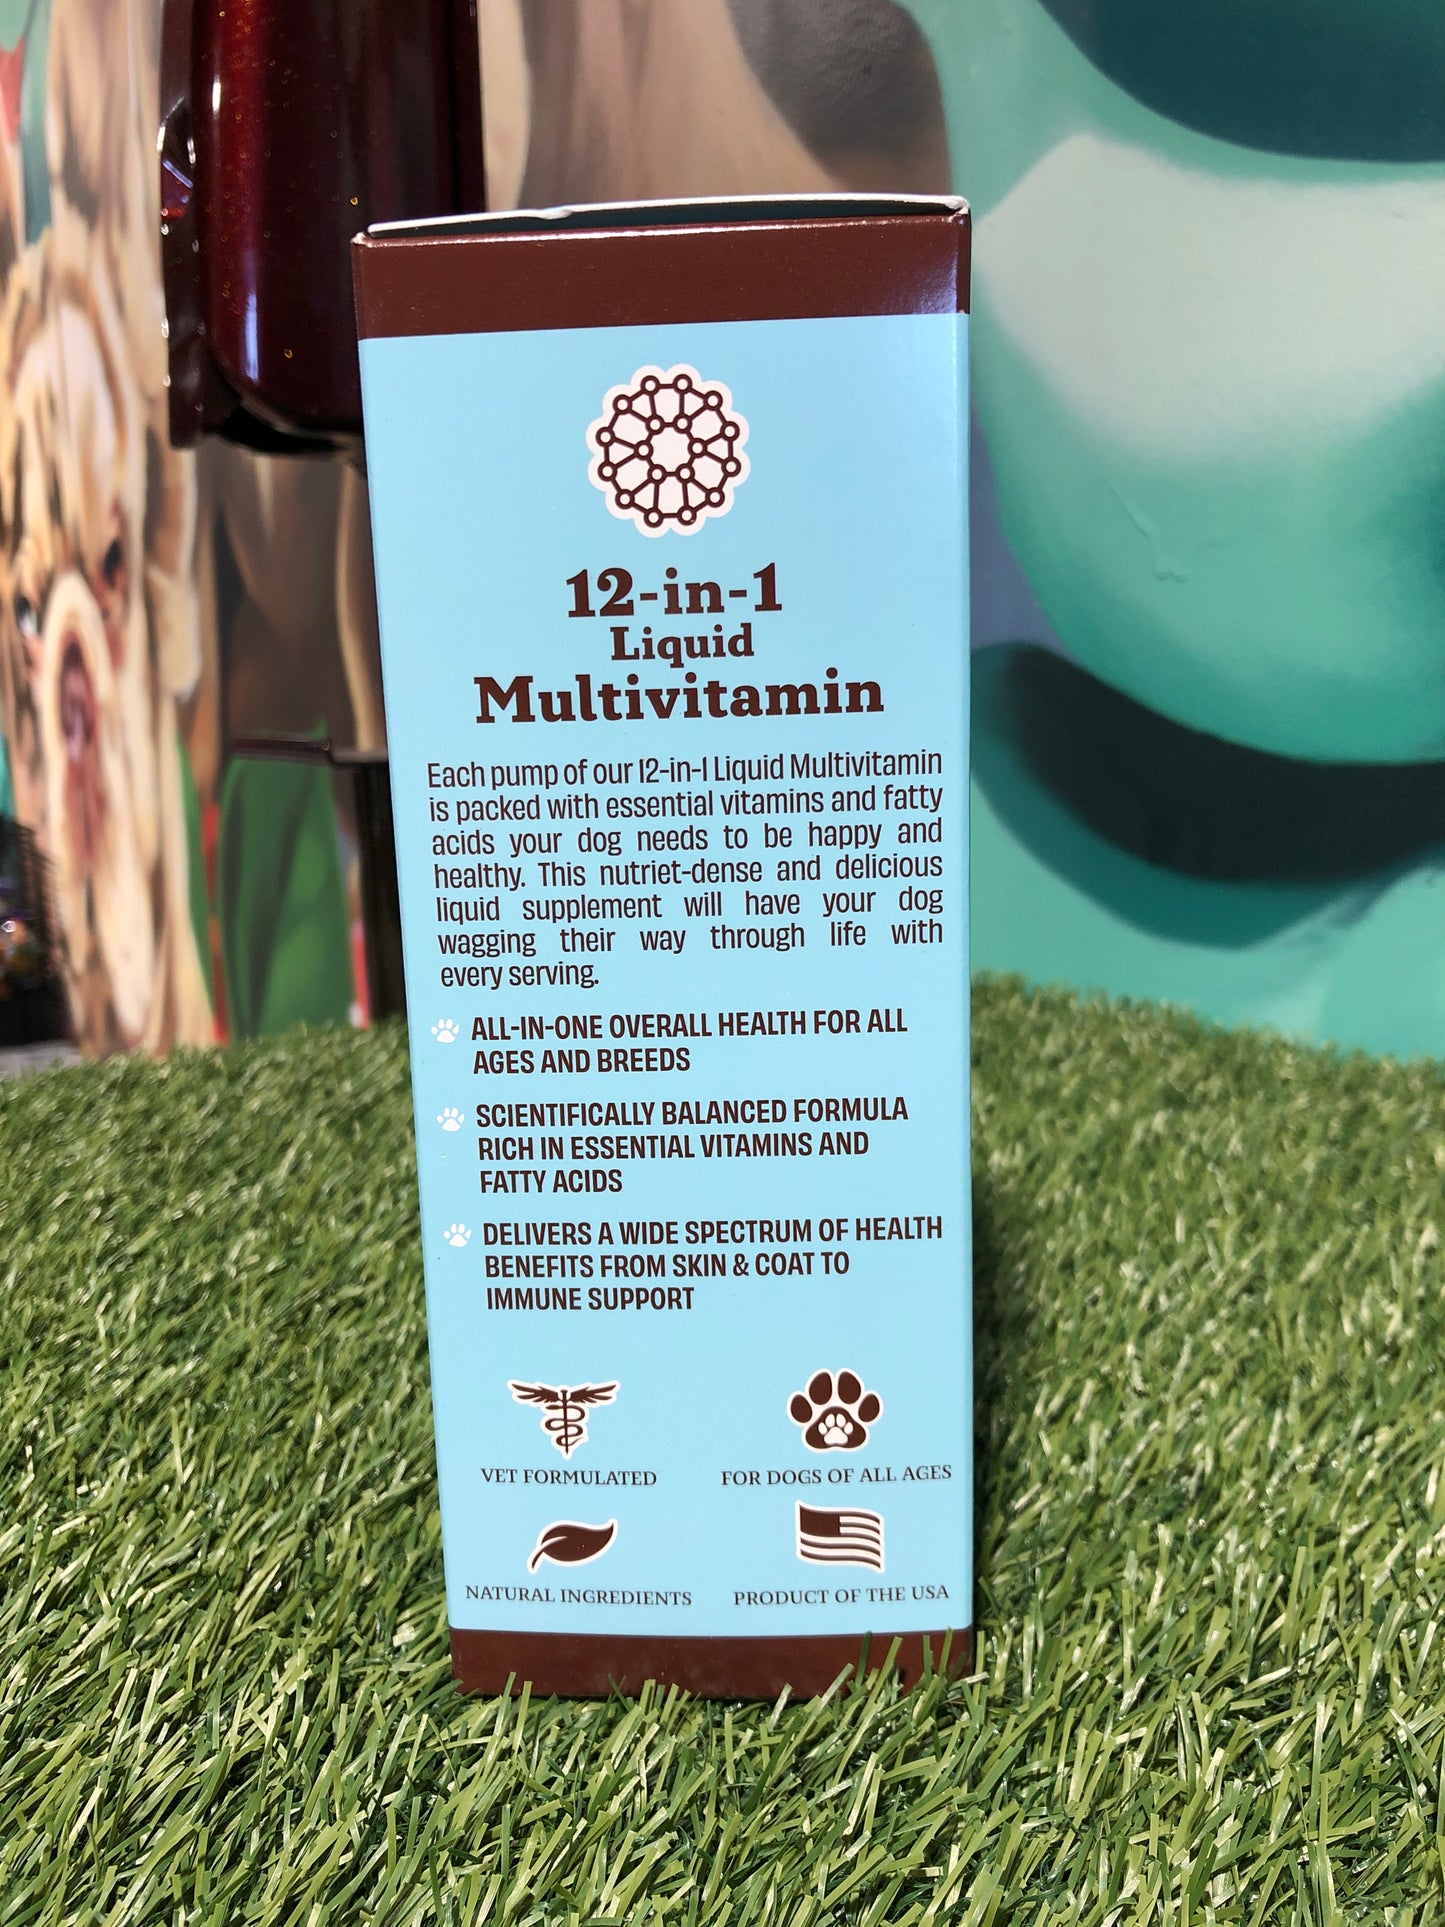 12-in-1
Liquid
Multivitamin
Each pump of our 12-in-1 Liquid Multivitamin
is packed with essential vitamins and fatty
acids your dog needs to be happy and
healthy. This nutriet-dense and delicious
liquid supplement will have your dog
wagging their way through life with
every serving.
ALL-IN-ONE OVERALL HEALTH FOR ALL
AGES AND BREEDS
SCIENTIFICALLY BALANCED FORMULA
RICH IN ESSENTIAL VITAMINS AND
FATTY ACIDS
DELIVERS A WIDE SPECTRUM OF HEALTH
BENEFITS FROM SKIN & COAT TO
IMMUNE SUPPORT
VET FORMULATED
FOR DOGS OF ALL AGES
NATURAL INGREDIENTS
PRODUCT OF THE USA